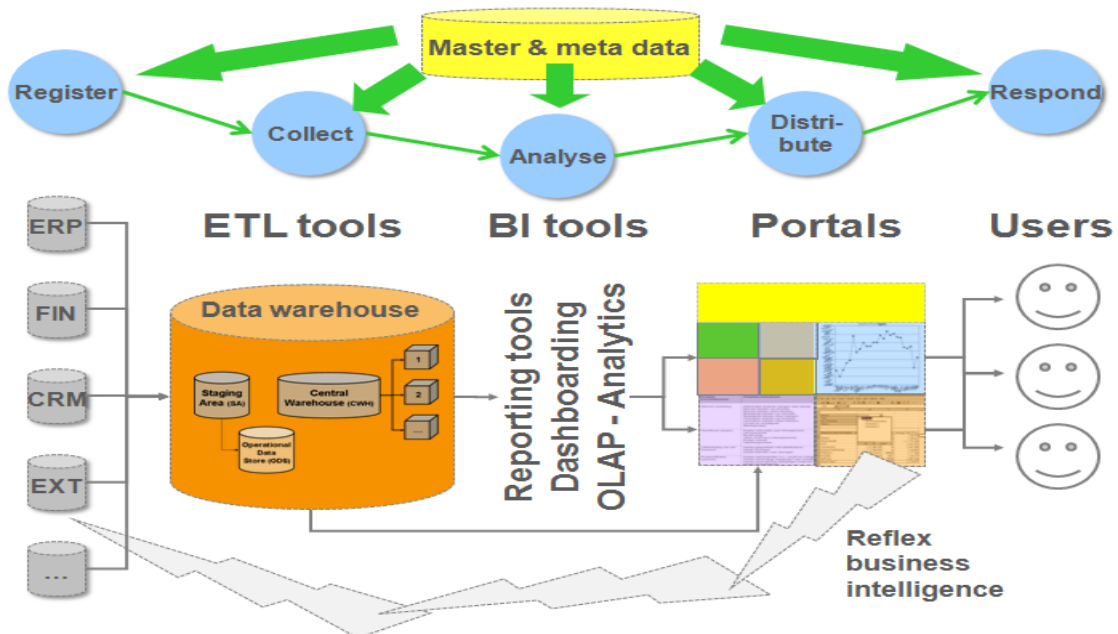 Master & meta data
Register
Collect
Analyse
Distri-
bute
Respond
ETL tools
BI tools
Portals
Users
ERP
FIN
CRM
EXT
...
Data warehouse
Staging
Area (SA)
Central
Warehouse (CWH)
Operational
Data
Store (ODS)
1
2
...
Reporting tools
Dashboarding
OLAP - Analytics
Reflex
business
intelligence